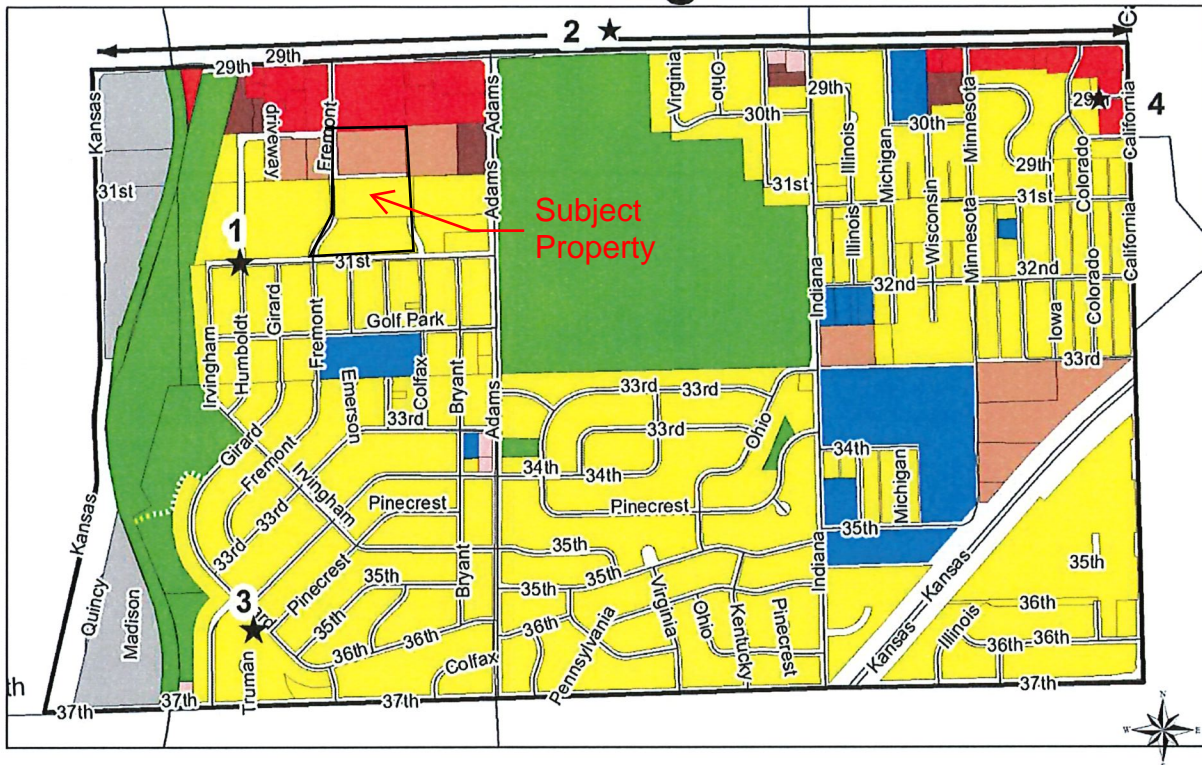 2
29th
29th
Kansas
31st
driveway
Fremont
Adams
Adams
Virginia
Ohio
30th
29th
31st
Illinois
Michigan
30th
Wisconsin
Minnesota
Minnesota
29th
31st
Colorado
California
California
4
Subject
Property
1
31st
Irvingham
Humboldt
Girard
Fremont
Golf Park
Emerson
Colfax
33rd
Bryant
Adams
Indiana
Illinois
32nd
32nd
Iowa
Colorado
33rd
33rd
33rd
33rd
Ohio
34th
34th
34th
Michigan
Girard
Fremont
33rd
33rd
Irvingham
Pinecrest
Pinecrest
Pinecrest
35th
35th
35th
35th
35th
35th
35th
Kansas
Quincy
Madison
3
Truman
36th
36th
Bryant
Colfax
36th
Pennsylvania
Virginia
Ohio
Kentucky
Pinecrest
Indiana
Kansas
Kansas
Illinois
36th
36th
36th
37th
37th
37th
37th
37th
N
W
E